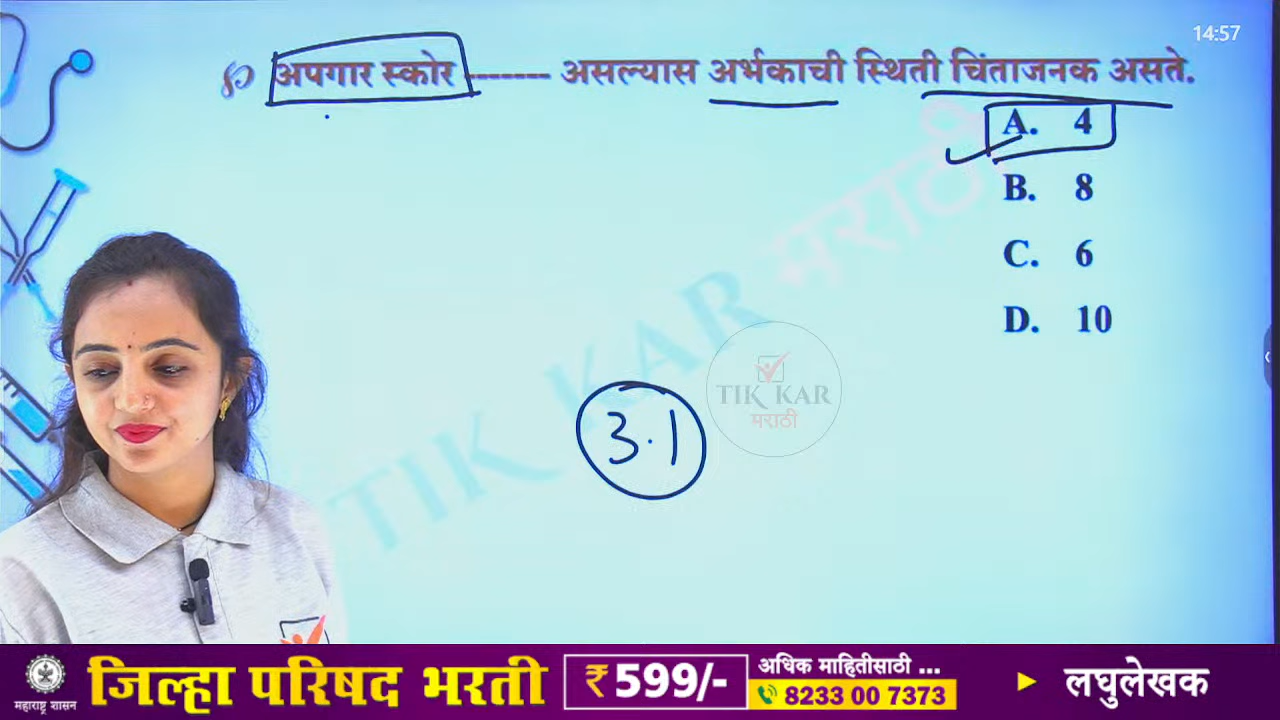 14:57
अपगार स्कोर -------- असल्यास अर्भकाची स्थिती चिंताजनक असते.
A. 4
B. 8
C. 6
D. 10
3.1
TIK KAR मराठी
TIK KAR
मराठी
महाराष्ट्र शासन
जिल्हा परिषद भरती
₹599/-
अधिक माहितीसाठी ...
8233 00 7373
लघुलेखक